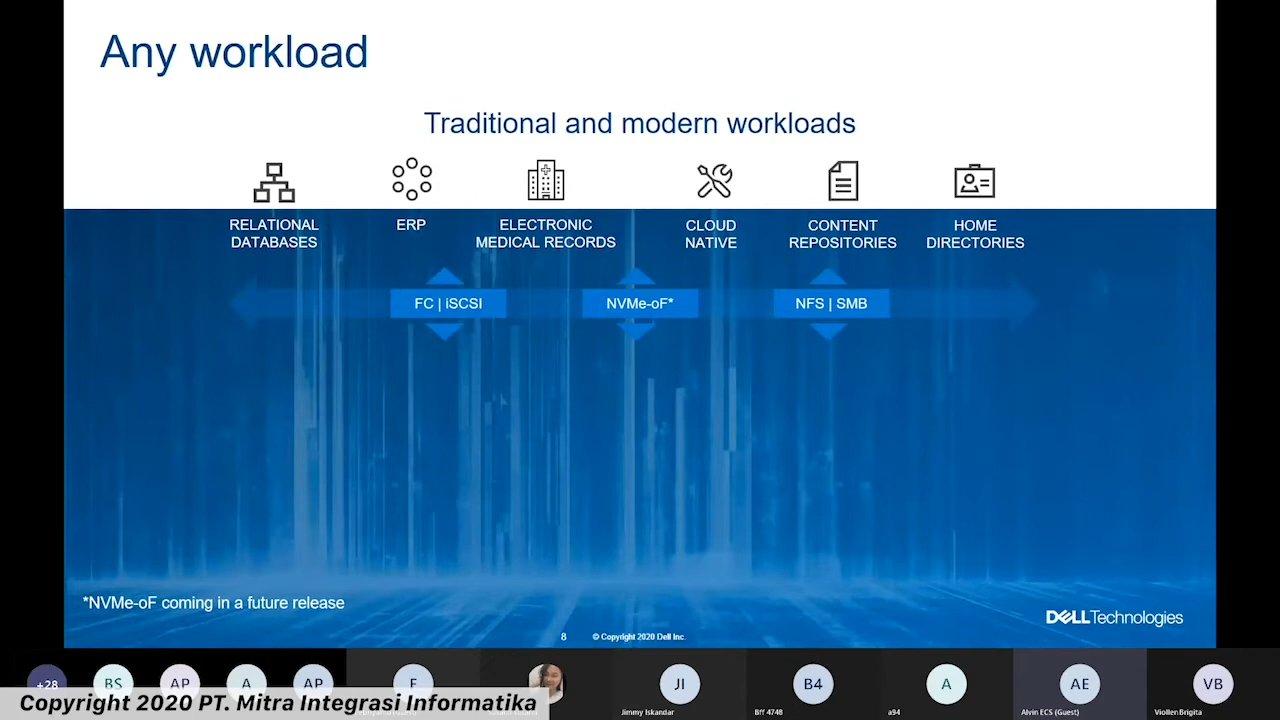 Any workload
Traditional and modern workloads
RELATIONAL
DATABASES
ERP
ELECTRONIC
MEDICAL RECORDS
CLOUD
NATIVE
CONTENT
REPOSITORIES
HOME
DIRECTORIES
FC | iSCSI
NVMe-oF*
NFS | SMB
*NVMe-oF coming in a future release
DELL Technologies
8
© Copyright 2020 Dell Inc.
+28
BS
AP
A
AP
F
JI
B4
A
AE
VB
Jimmy Iskandar
Bff 4748
a94
Alvin ECS (Guest)
Viollen Brigita
Copyright 2020 PT. Mitra Integrasi Informatika